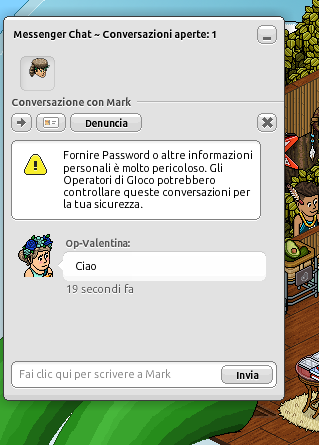 Messenger Chat ~ Conversazioni aperte: 1
Conversazione con Mark
Denuncia
Fornire Password o altre informazioni
personali è molto pericoloso. Gli
Operatori di GIoco potrebbero
controllare queste conversazioni per
la tua sicurezza.
Op-Valentina:
Ciao
19 secondi fa
Fai clic qui per scrivere a Mark
Invia